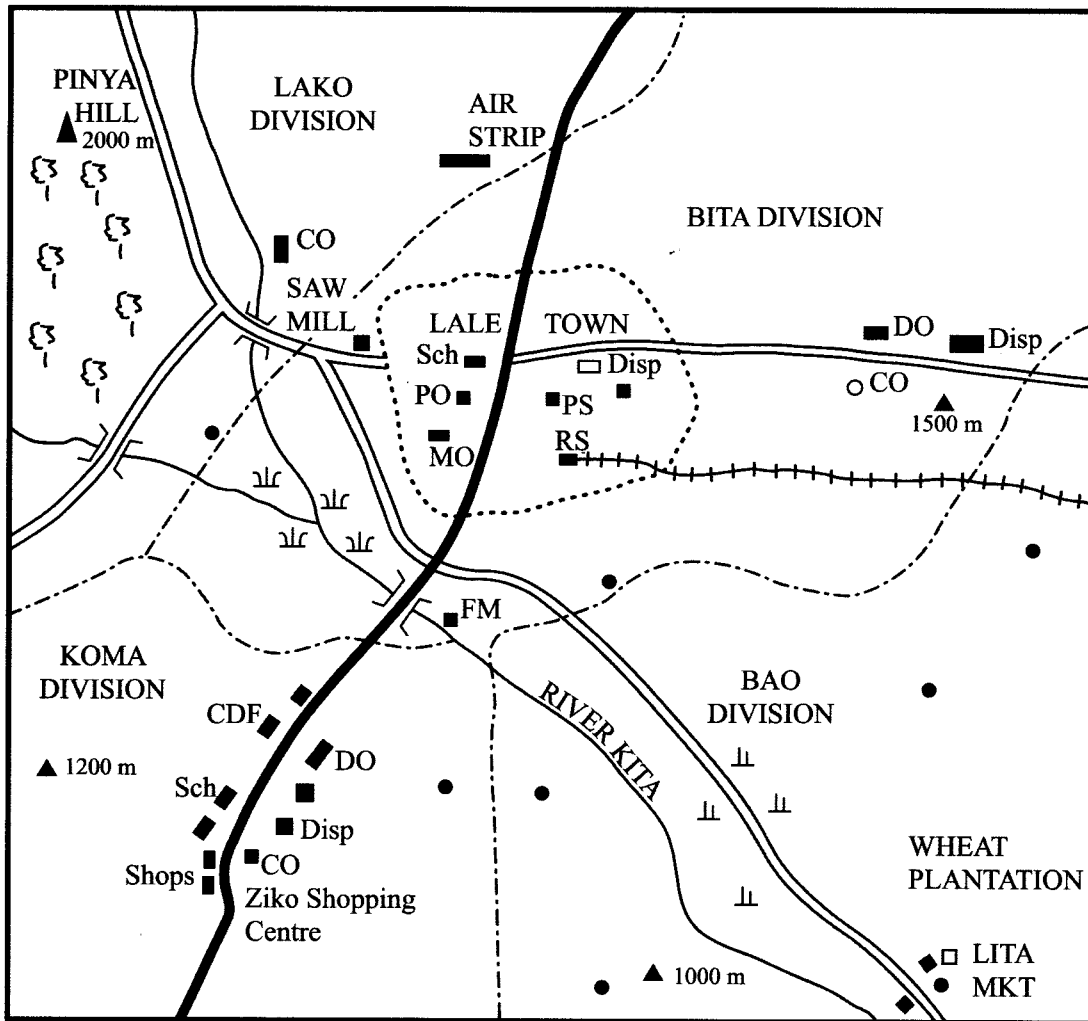 PINYA
HILL
2000 m
LAKO
DIVISION
AIR
STRIP
BITA DIVISION
CO
SAW
MILL
LALE
TOWN
Sch
Disp
PO
PS
MO
RS
DO
Disp
CO
1500 m
FM
KOMA
DIVISION
CDF
1200 m
DO
Sch
Disp
Shops
CO
Ziko Shopping
Centre
RIVER KITA
BAO
DIVISION
WHEAT
PLANTATION
1000 m
LITA
MKT